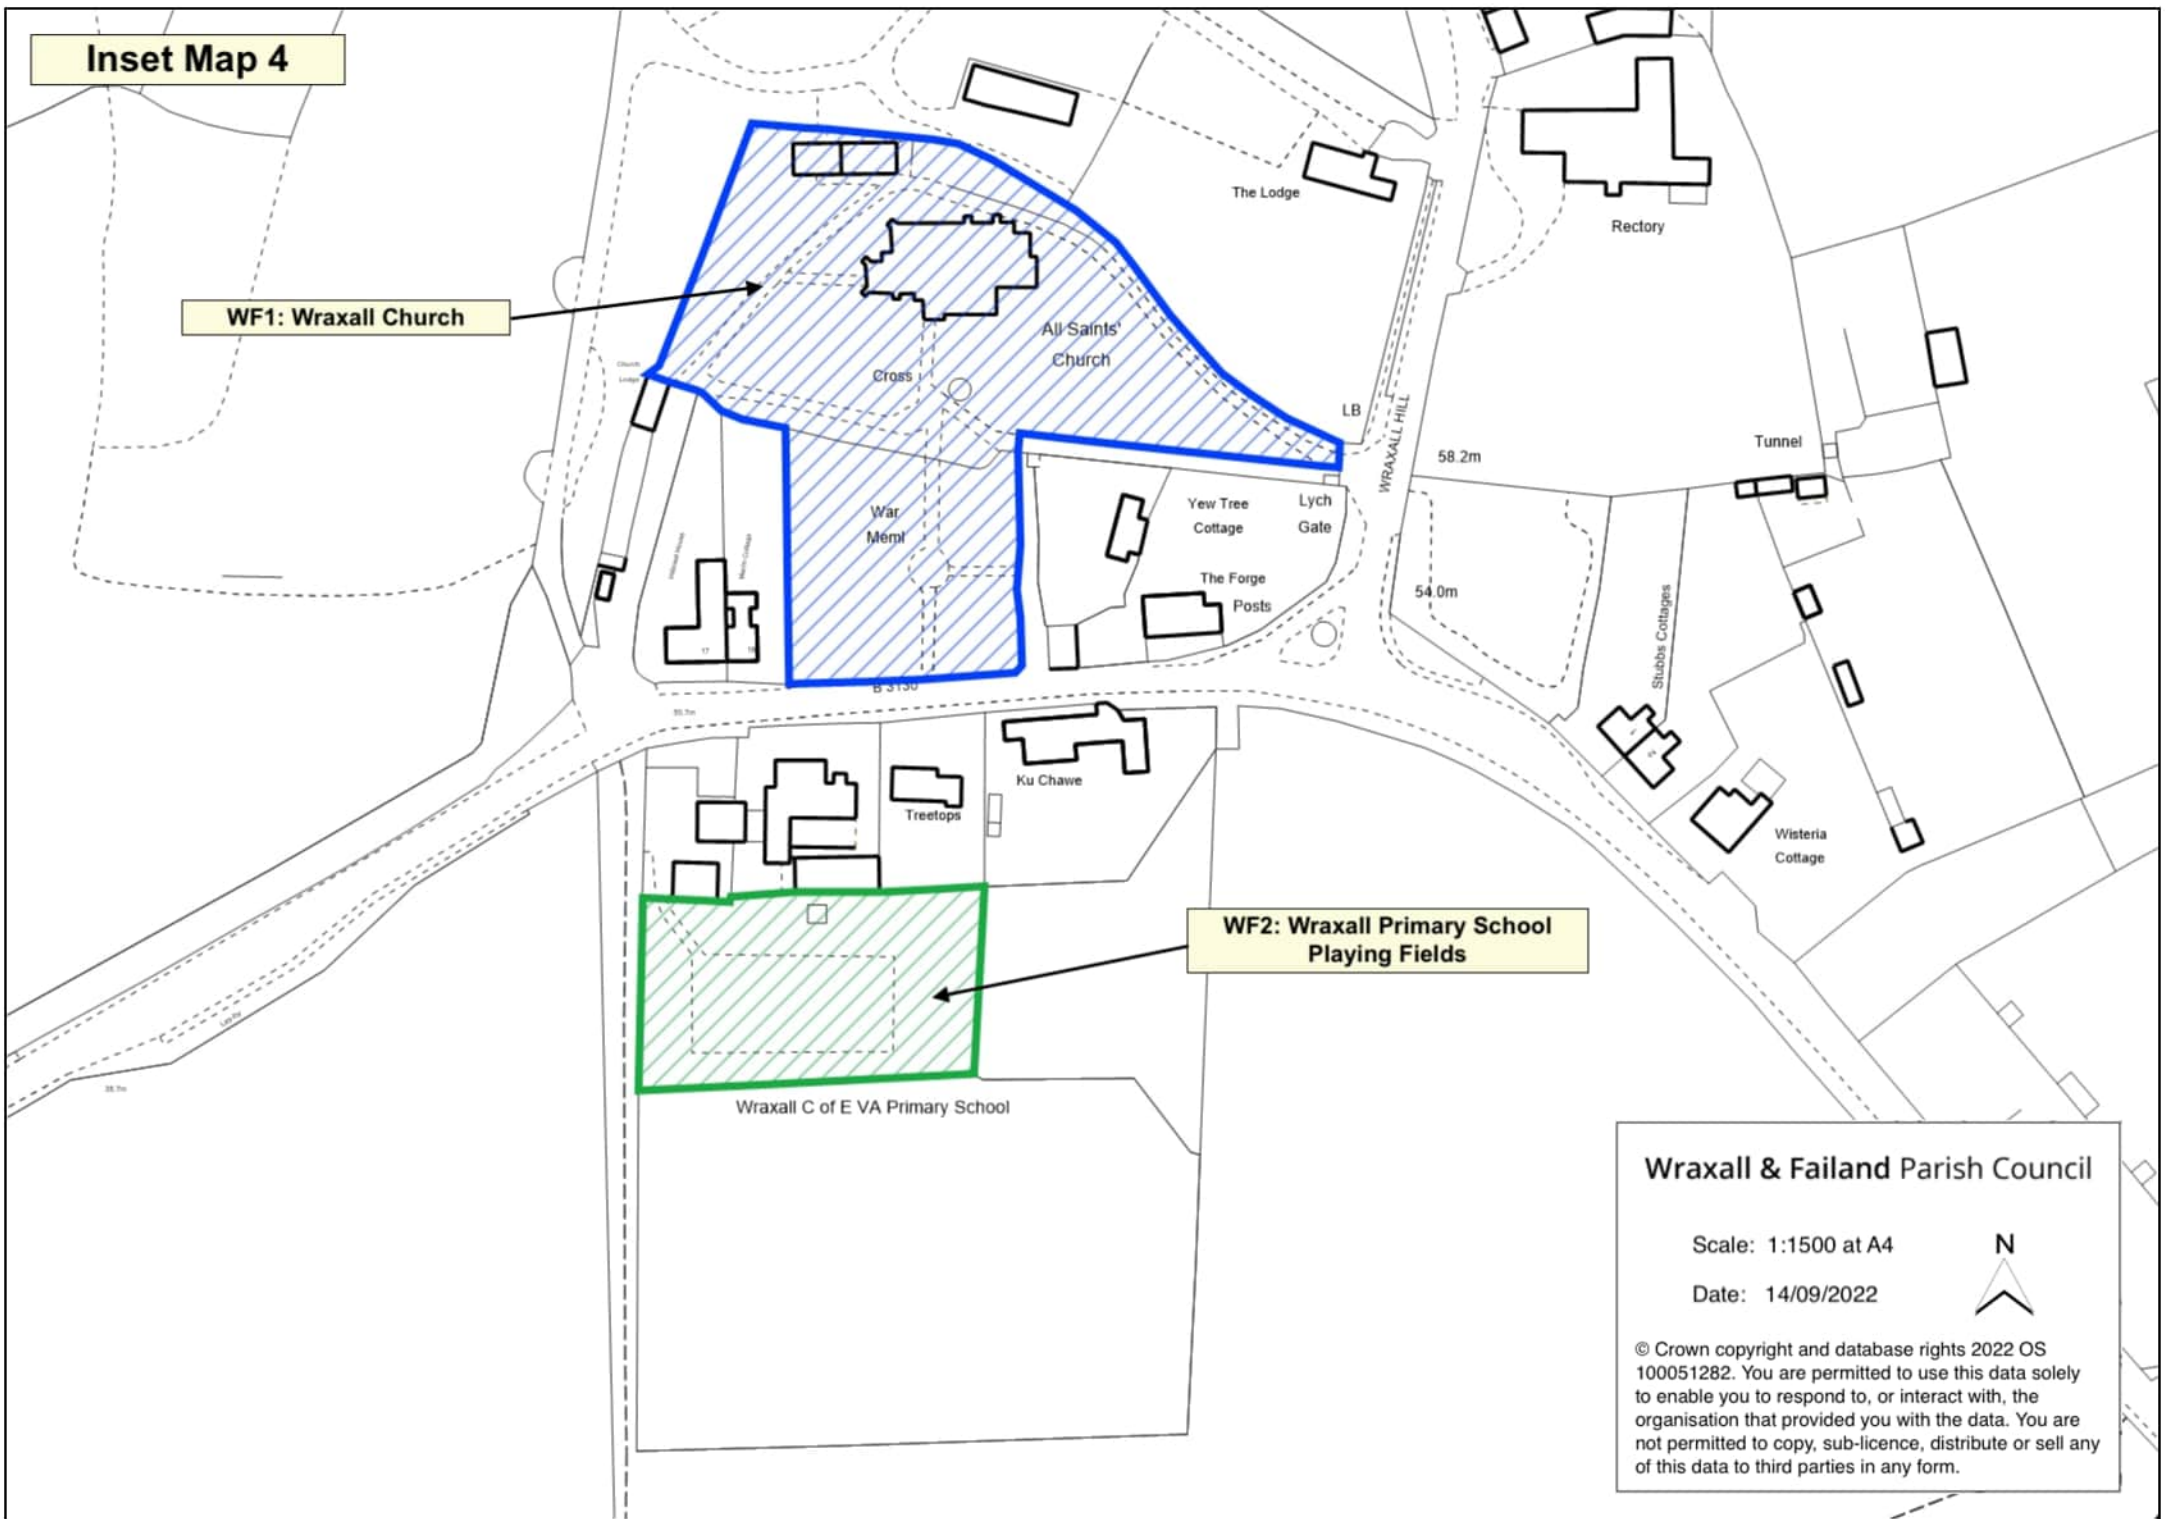 Inset Map 4
The Lodge
Rectory
WF1: Wraxall Church
All Saints'
Church
Church
Lodge
Cross
LB
WRAXALL HILL
58.2m
Tunnel
War
Meml
Yew Tree
Cottage
Lych
Gate
The Forge
Posts
54.0m
Stubbs Cottages
17
18
B 3130
Ku Chawe
Treetops
Wisteria
Cottage
WF2: Wraxall Primary School
Playing Fields
Wraxall C of E VA Primary School
Wraxall & Failand Parish Council
Scale: 1:1500 at A4
N
Date: 14/09/2022
© Crown copyright and database rights 2022 OS
100051282. You are permitted to use this data solely
to enable you to respond to, or interact with, the
organisation that provided you with the data. You are
not permitted to copy, sub-licence, distribute or sell any
of this data to third parties in any form.